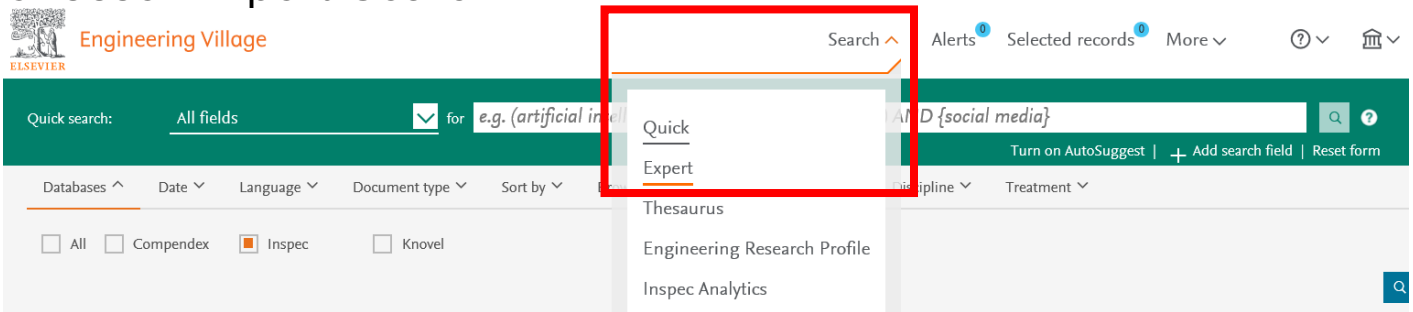 Engineering Village
ELSEVIER
Search Alerts 0 Selected records 0 More
Quick search: All fields for e.g. (artificial AND {social media}
Turn on AutoSuggest | + Add search field | Reset form
Databases Date Language Document type Sort by Discipline Treatment
All Compendex Inspec Knovel
Quick
Expert
Thesaurus
Engineering Research Profile
Inspec Analytics